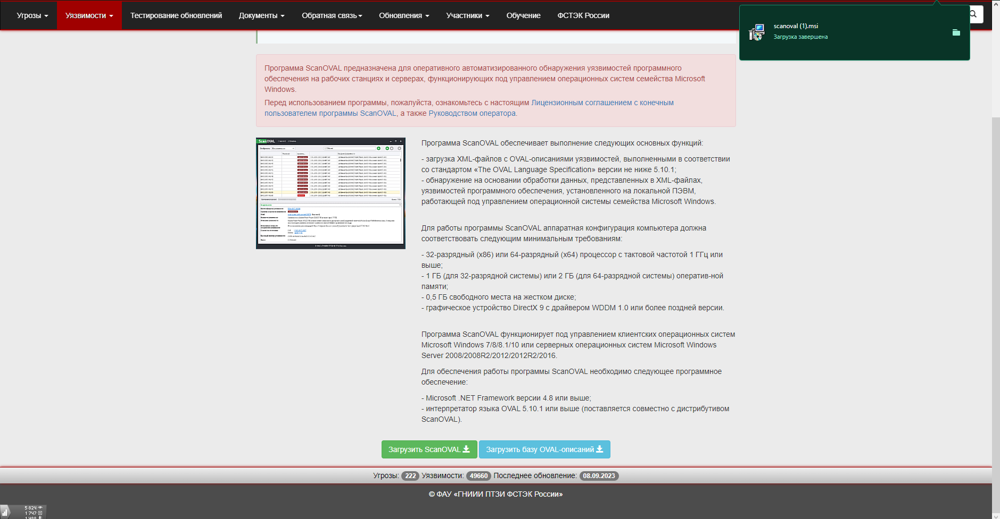 Угрозы Уязвимости Тестирование обновлений Документы Обратная связь Обновления Участники Обучение ФСТЭК России
scanoval (1).msi
Загрузка завершена
Программа ScanOVAL предназначена для оперативного автоматизированного обнаружения уязвимостей программного
обеспечения на рабочих станциях и серверах, функционирующих под управлением операционных систем семейства Microsoft
Windows.
Перед использованием программы, пожалуйста, ознакомьтесь с настоящим Лицензионным соглашением с конечным
пользователем программы ScanOVAL, а также Руководством оператора.
ScanOVAL
Программа ScanOVAL обеспечивает выполнение следующих основных функций:
- загрузка XML-файлов с OVAL-описаниями уязвимостей, выполненными в соответствии
со стандартом «The OVAL Language Specification» версии не ниже 5.10.1;
- обнаружение на основании обработки данных, представленных в XML-файлах,
уязвимостей программного обеспечения, установленного на локальной ПЭВМ,
работающей под управлением операционной системы семейства Microsoft Windows.
Для работы программы ScanOVAL аппаратная конфигурация компьютера должна
соответствовать следующим минимальным требованиям:
- 32-разрядный (x86) или 64-разрядный (x64) процессор с тактовой частотой 1 ГГц или
выше;
- 1 ГБ (для 32-разрядной системы) или 2 ГБ (для 64-разрядной системы) оператив-ной
памяти;
- 0,5 ГБ свободного места на жестком диске;
- графическое устройство DirectX 9 с драйвером WDDM 1.0 или более поздней версии.
Программа ScanOVAL функционирует под управлением клиентских операционных систем
Microsoft Windows 7/8/8.1/10 или серверных операционных систем Microsoft Windows
Server 2008/2008R2/2012/2012R2/2016.
Для обеспечения работы программы ScanOVAL необходимо следующее программное
обеспечение:
- Microsoft .NET Framework версии 4.8 или выше;
- интерпретатор языка OVAL 5.10.1 или выше (поставляется совместно с дистрибутивом
ScanOVAL).
Загрузить ScanOVAL Загрузить базу OVAL-описаний
Угрозы: 222 Уязвимости: 49660 Последнее обновление: 08.09.2023
© ФАУ «ГНИИИ ПТЗИ ФСТЭК России»
5 824
1 747
1 488